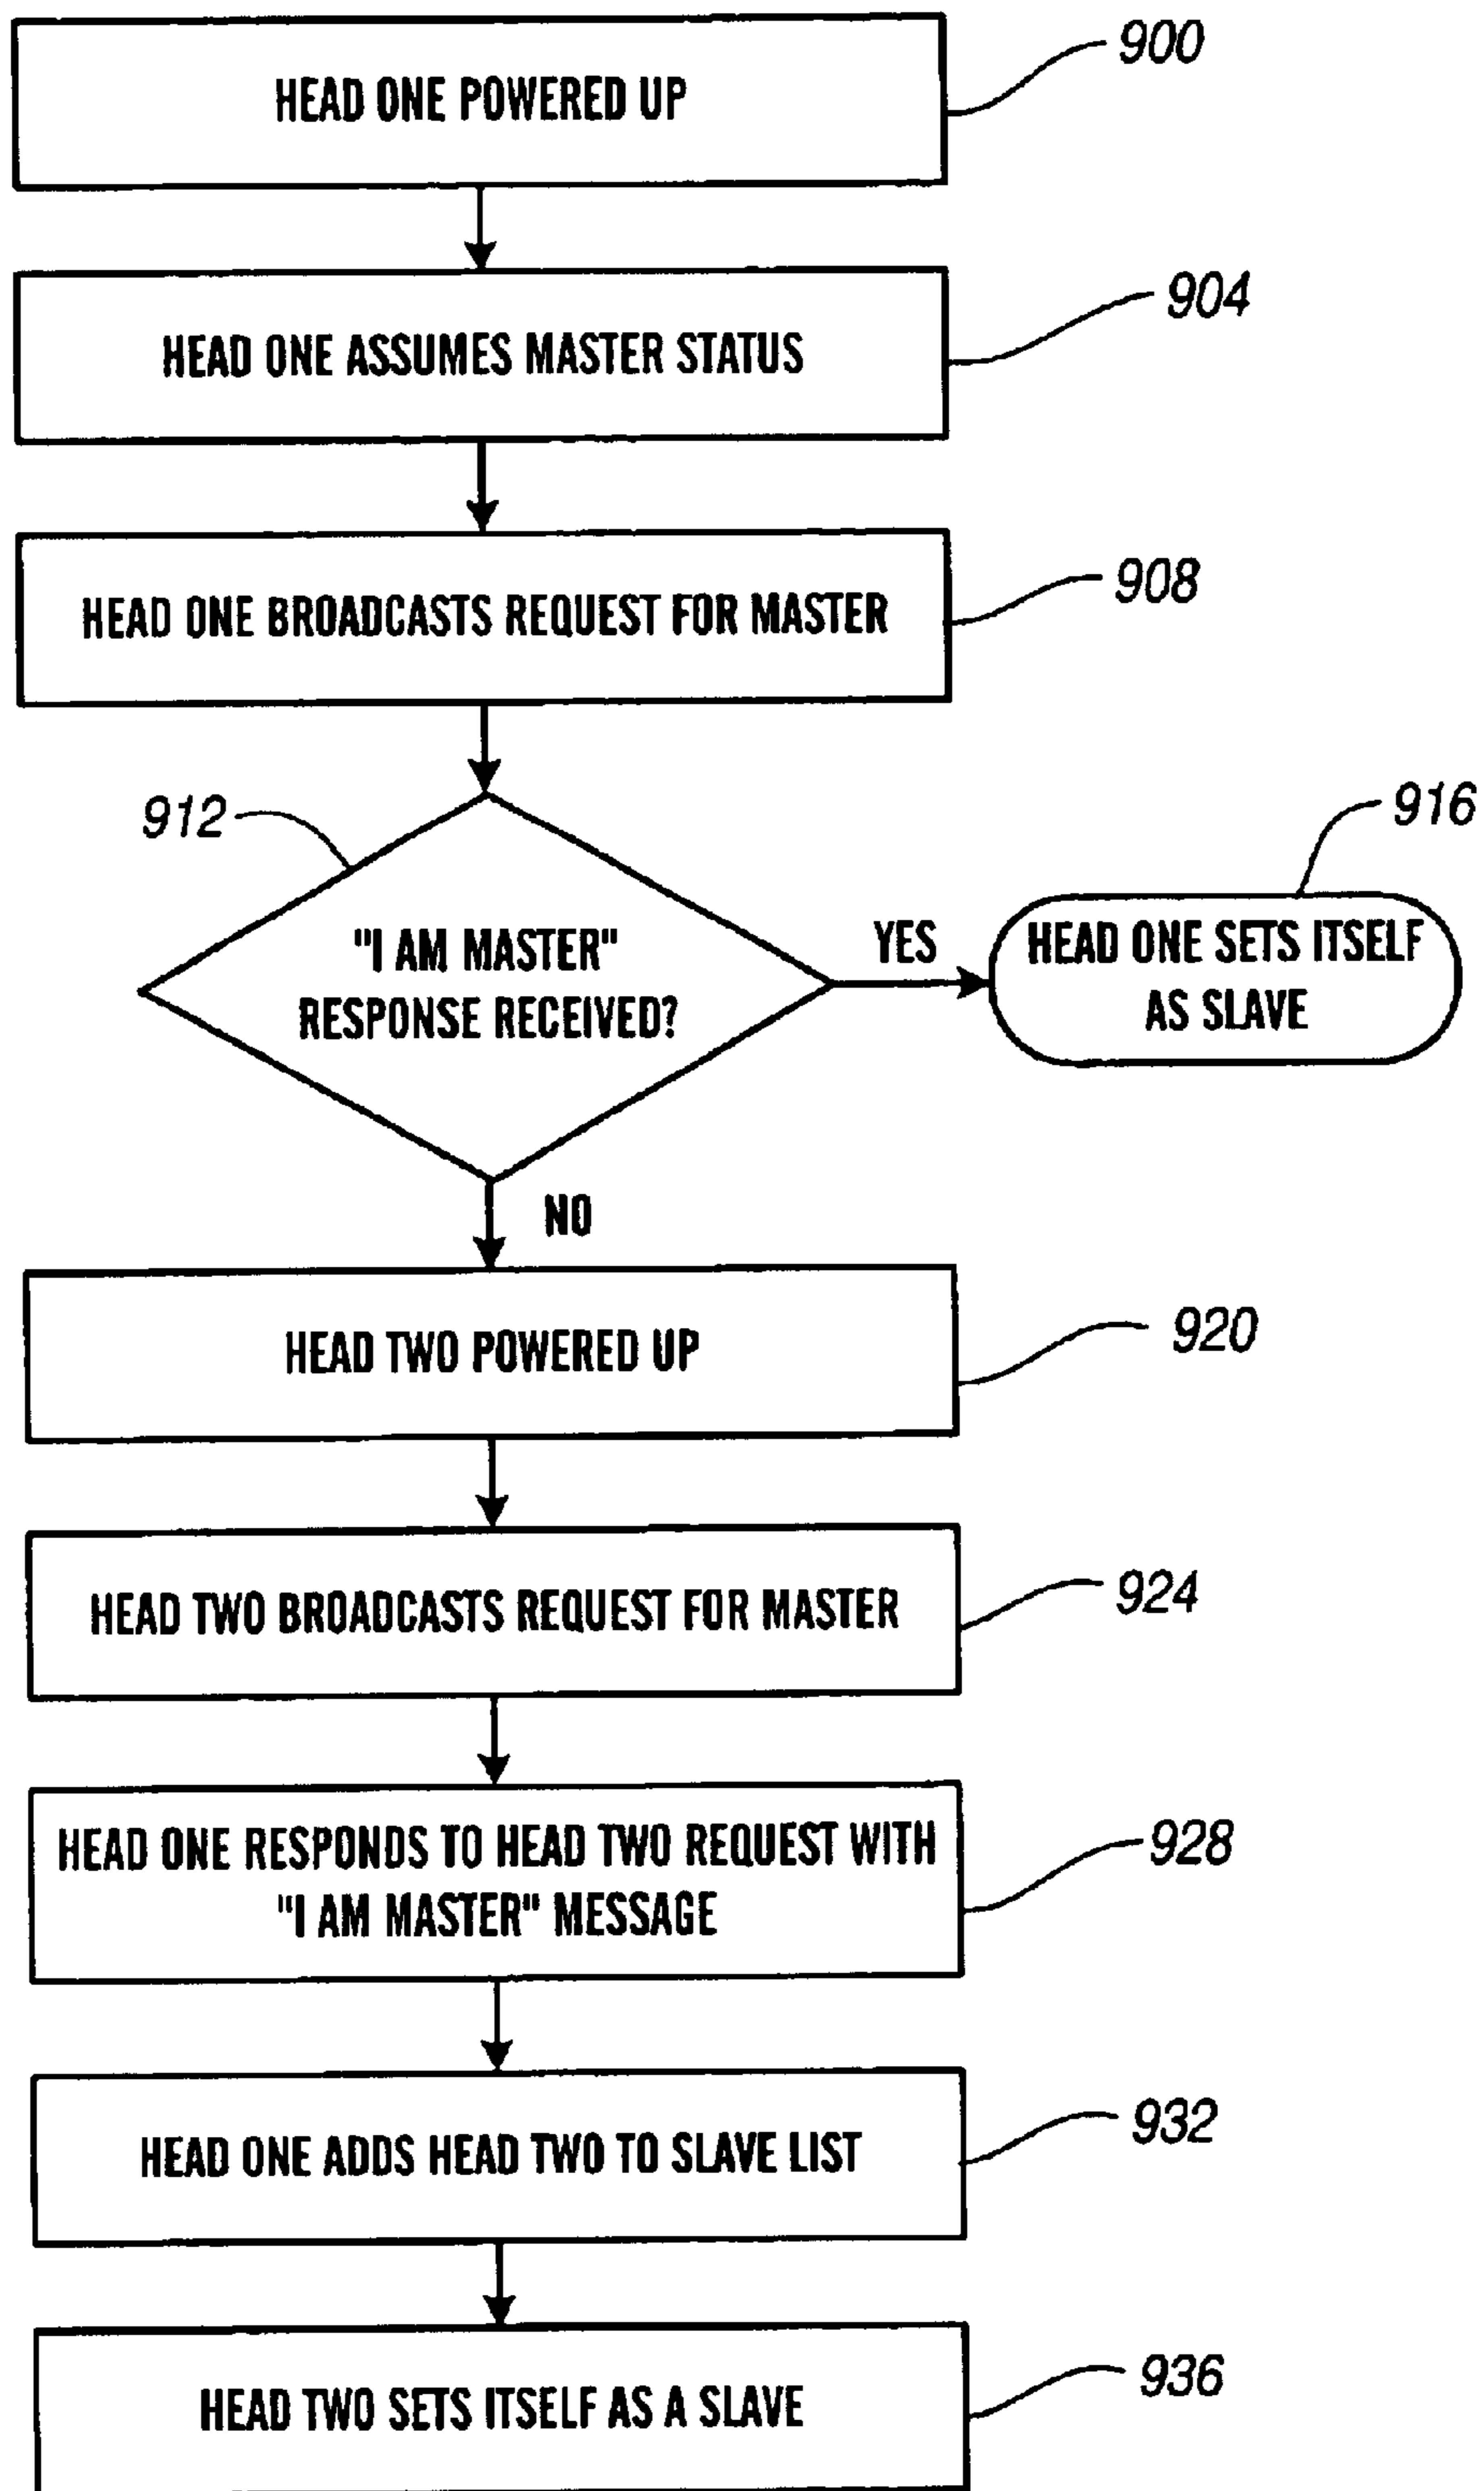 HEAD ONE POWERED UP
900
HEAD ONE ASSUMES MASTER STATUS
904
HEAD ONE BROADCASTS REQUEST FOR MASTER
908
912
"I AM MASTER"
RESPONSE RECEIVED?
YES
916
HEAD ONE SETS ITSELF
AS SLAVE
NO
HEAD TWO POWERED UP
920
HEAD TWO BROADCASTS REQUEST FOR MASTER
924
HEAD ONE RESPONDS TO HEAD TWO REQUEST WITH
"I AM MASTER" MESSAGE
928
HEAD ONE ADDS HEAD TWO TO SLAVE LIST
932
HEAD TWO SETS ITSELF AS A SLAVE
936